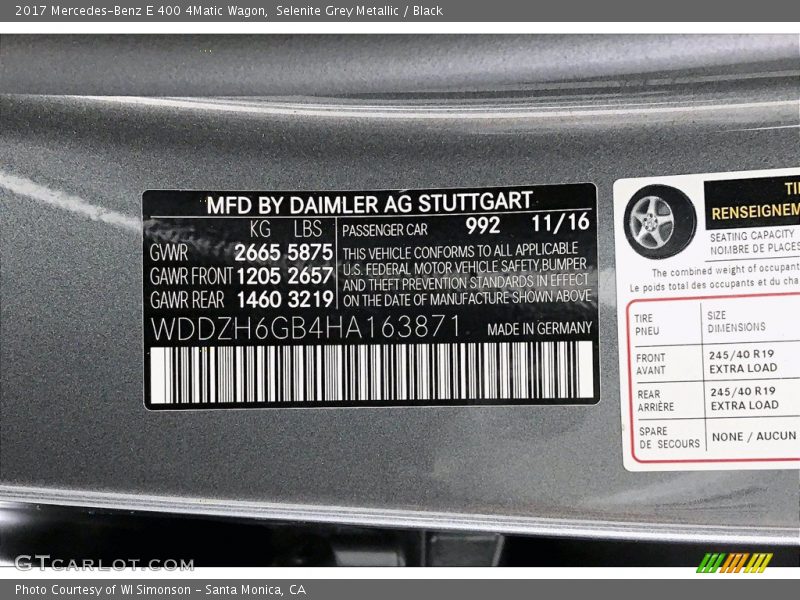 2017 Mercedes-Benz E 400 4Matic Wagon, Selenite Grey Metallic / Black
MFD BY DAIMLER AG STUTTGART
KG LBS
GWVR 2665 5875
GAWR FRONT 1205 2657
GAWR REAR 1460 3219
PASSENGER CAR 992 11/16
THIS VEHICLE CONFORMS TO ALL APPLICABLE
U.S. FEDERAL MOTOR VEHICLE SAFETY, BUMPER
AND THEFT PREVENTION STANDARDS IN EFFECT
ON THE DATE OF MANUFACTURE SHOWN ABOVE
WDDZH6GB4HA163871 MADE IN GERMANY
TI
RENSEIGNEM
SEATING CAPACITY
NOMBRE DE PLACES
The combined weight of occupant
Le poids total des occupants et du cha
TIRE SIZE
PNEU DIMENSIONS
FRONT 245/40 R19
AVANT EXTRA LOAD
REAR 245/40 R19
ARRIÈRE EXTRA LOAD
SPARE NONE / AUCUN
DE SECOURS
GTCARLOT.COM
Photo Courtesy of WI Simonson - Santa Monica, CA